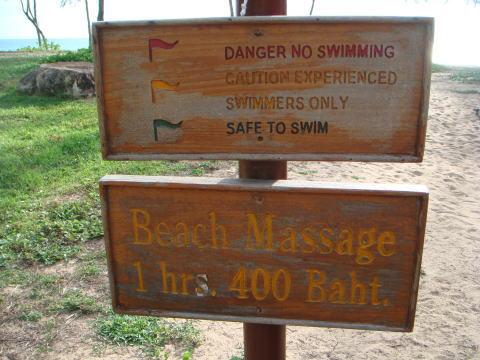 DANGER NO SWIMMING
CAUTION EXPERIENCED
SWIMMERS ONLY
SAFE TO SWIM
Beach Massage
1 hrs. 400 Baht.